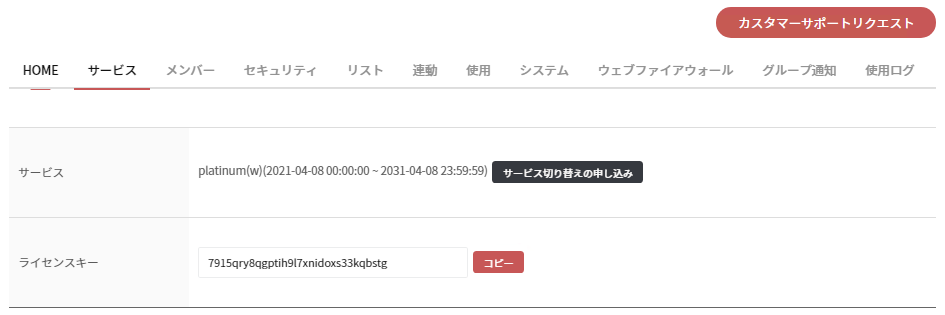 カスタマーサポートリクエスト
HOME サービス メンバー セキュリティ リスト 連動 使用 システム ウェブファイアウォール グループ通知 使用ログ
サービス platinum(w)(2021-04-08 00:00:00 ~ 2031-04-08 23:59:59) サービス切り替えの申し込み
ライセンスキー 7915qry8qgptih9l7xnidoxs33kqbstg コピー